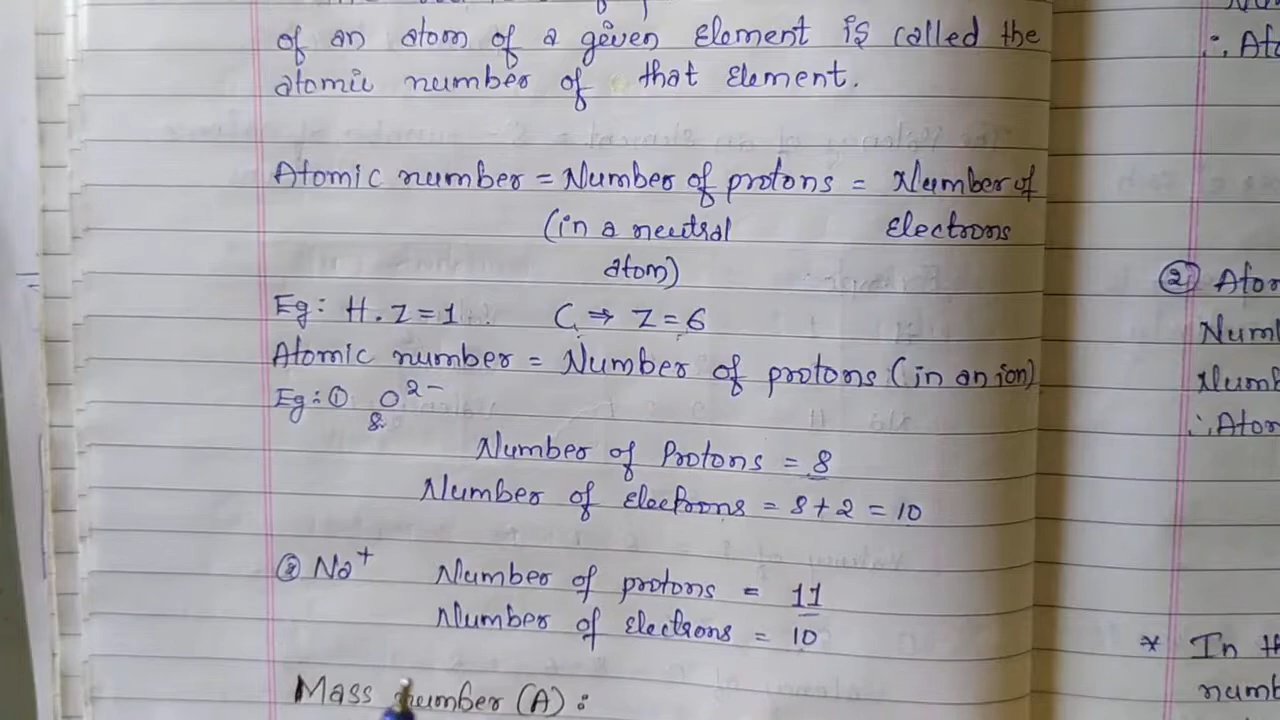 of an atom of a given element is called the
atomic number of that element.
Atomic number = Number of protons = Number of
(in a neutral electrons
atom)
Eg: H. Z=1 C ⇒ Z=6
Atomic number = Number of protons (in an ion)
Eg: ① ₈O²⁻
Number of Protons = 8
Number of electrons = 8+2 = 10
② Na⁺ Number of protons = 11
Number of electrons = 10
Mass number (A) :
② 
∗ In